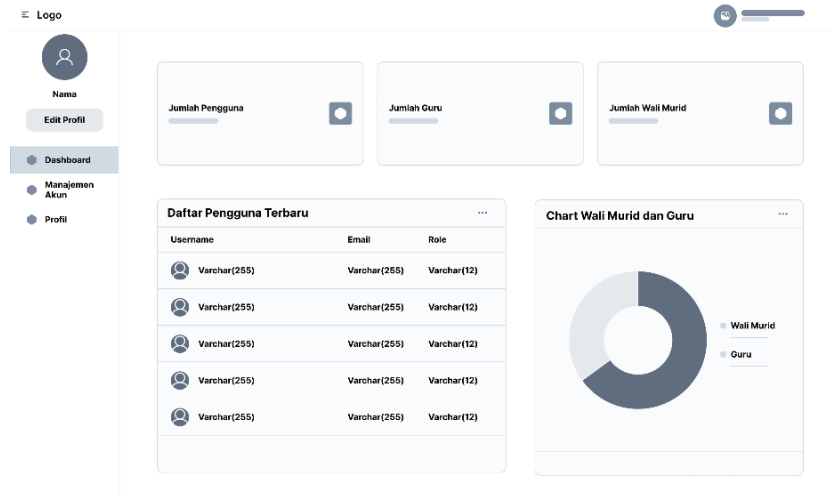 Logo
Nama
Edit Profil
Dashboard
Manajemen
Akun
Profil
Jumlah Pengguna
Jumlah Guru
Jumlah Wali Murid
Daftar Pengguna Terbaru
Username Email Role
Varchar(255) Varchar(255) Varchar(12)
Varchar(255) Varchar(255) Varchar(12)
Varchar(255) Varchar(255) Varchar(12)
Varchar(255) Varchar(255) Varchar(12)
Varchar(255) Varchar(255) Varchar(12)
Chart Wali Murid dan Guru
Wali Murid
Guru